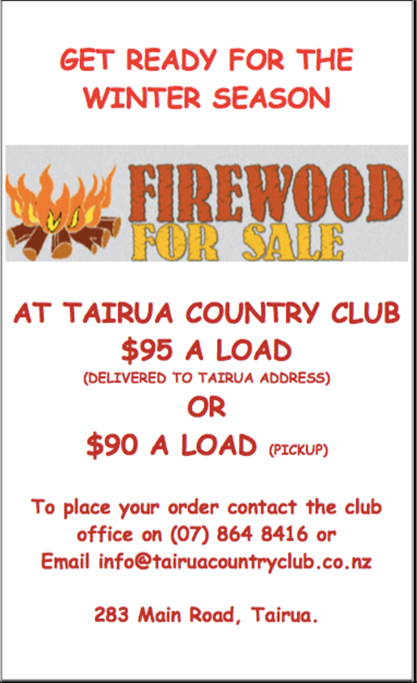 GET READY FOR THE
WINTER SEASON
FIREWOOD
FOR SALE
AT TAIRUA COUNTRY CLUB
$95 A LOAD
(DELIVERED TO TAIRUA ADDRESS)
OR
$90 A LOAD (PICKUP)
To place your order contact the club
office on (07) 864 8416 or
Email info@tairuacountryclub.co.nz
283 Main Road, Tairua.